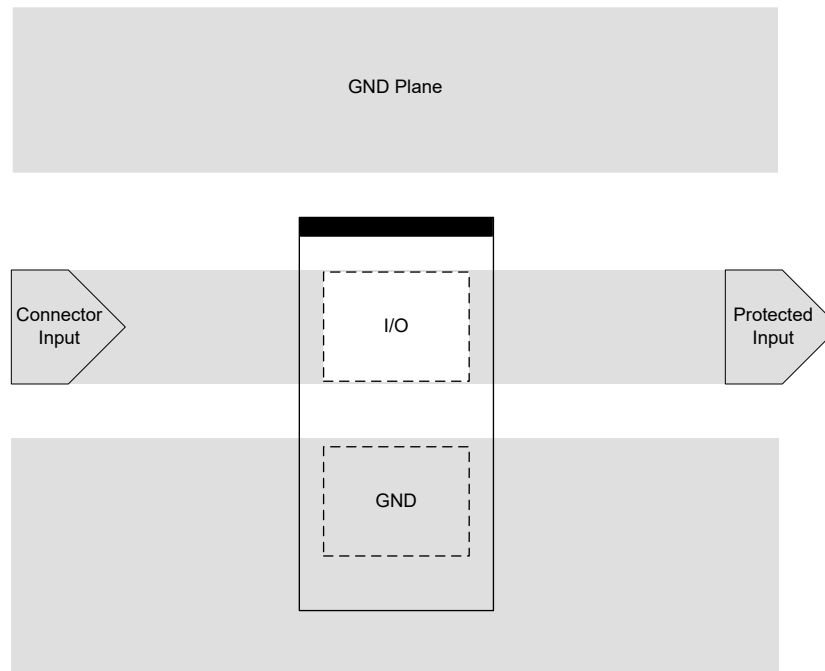 GND Plane
Connector
Input
I/O
Protected
Input
GND